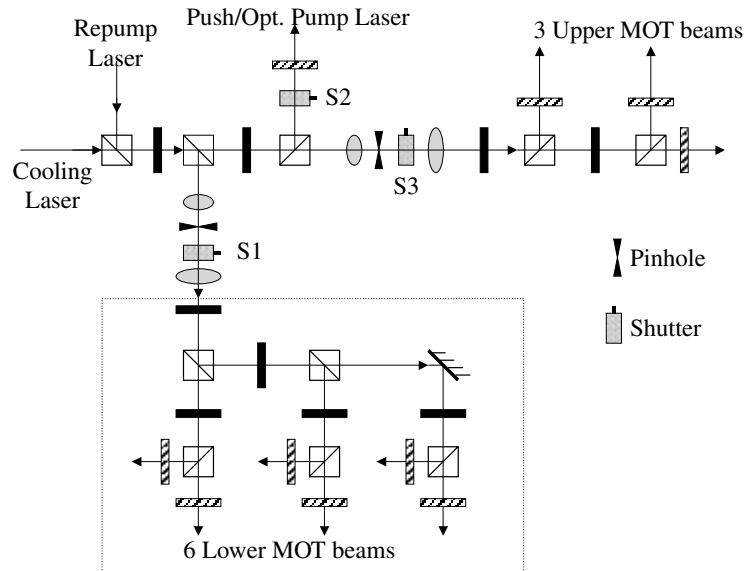 Push/Opt. Pump Laser
Repump
Laser
3 Upper MOT beams
S2
Cooling
Laser
S3
S1
Pinhole
Shutter
6 Lower MOT beams